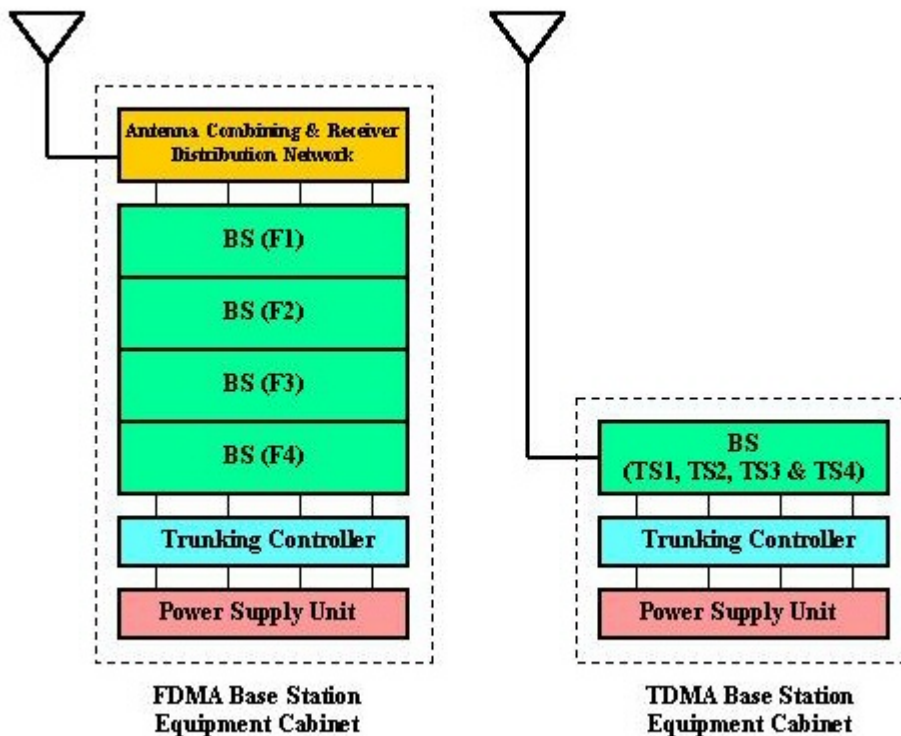 Antenna Combining & Receiver
Distribution Network
BS (F1)
BS (F2)
BS (F3)
BS (F4)
Trunking Controller
Power Supply Unit
FDMA Base Station
Equipment Cabinet
BS
(TS1, TS2, TS3 & TS4)
Trunking Controller
Power Supply Unit
TDMA Base Station
Equipment Cabinet